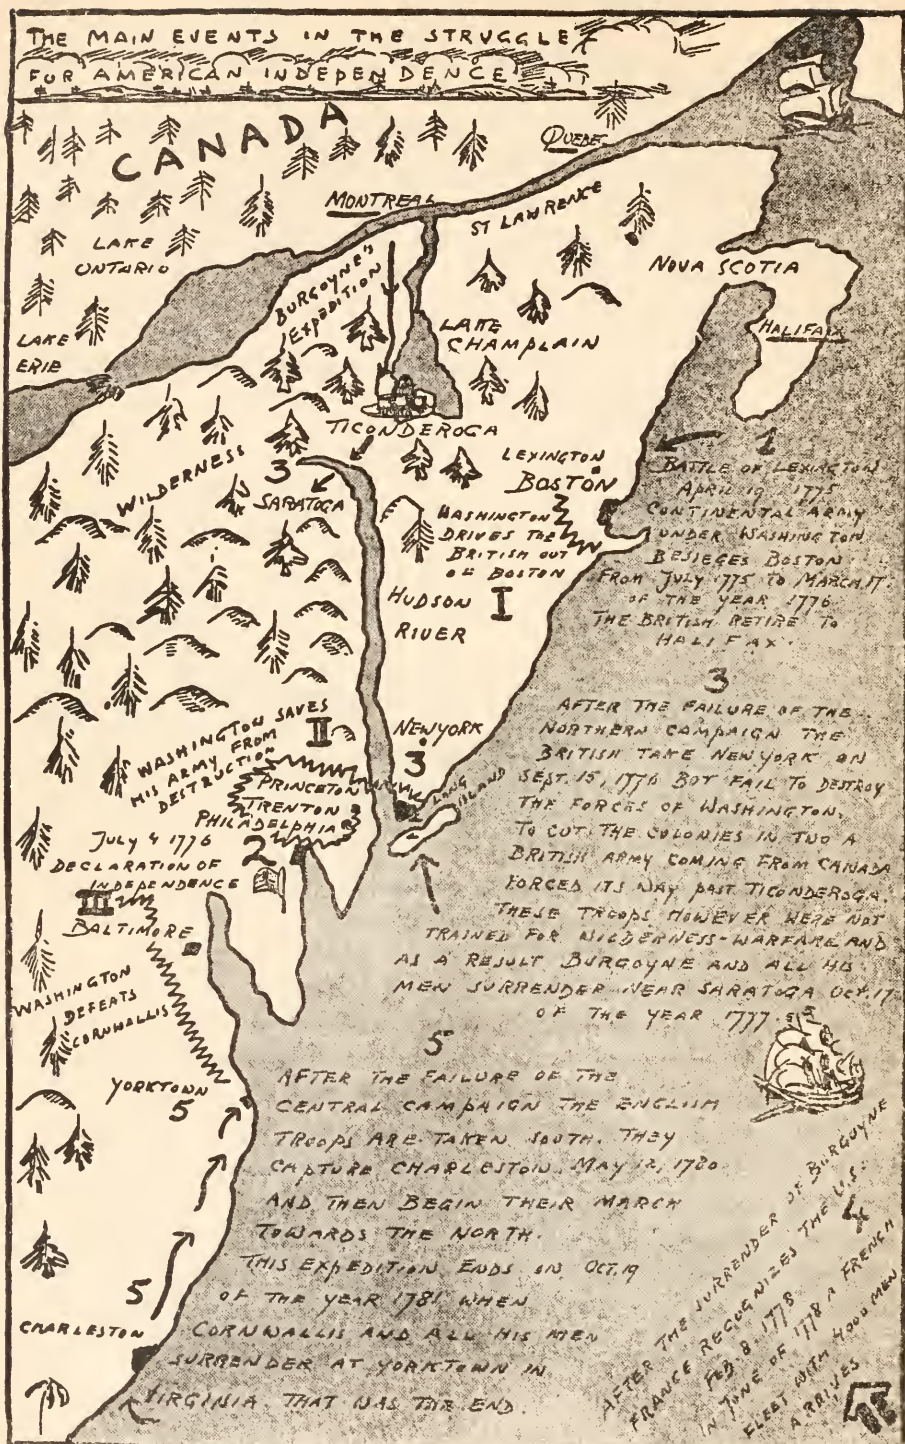 THE MAIN EVENTS IN THE STRUGGLE
FOR AMERICAN INDEPENDENCE
CANADA
QUEBEC
MONTREAL
ST LAWRENCE
LAKE
ONTARIO
BURGOYNE'S
EXPEDITION
NOVA SCOTIA
HALIFAX
LAKE
CHAMPLAIN
LAKE
ERIE
TICONDEROGA
WILDERNESS
3
SARATOGA
LEXINGTON
BOSTON
WASHINGTON
DRIVES THE
BRITISH OUT
OF BOSTON
I
HUDSON
RIVER
1
BATTLE OF LEXINGTON
APRIL 19 1775
CONTINENTAL ARMY
UNDER WASHINGTON
BESIEGES BOSTON
FROM JULY 1775 TO MARCH 17.
OF THE YEAR 1776
THE BRITISH RETIRE TO
HALIFAX.
WASHINGTON SAVES
HIS ARMY FROM
DESTRUCTION
II
NEW YORK
3
LONG
ISLAND
PRINCETON
TRENTON
PHILADELPHIA
2
JULY 4 1776
DECLARATION OF
INDEPENDENCE
III
BALTIMORE
WASHINGTON
DEFEATS
CORNWALLIS
YORKTOWN
5
5
CHARLESTON
3
AFTER THE FAILURE OF THE
NORTHERN CAMPAIGN THE
BRITISH TAKE NEW YORK ON
SEPT. 15, 1776 BOT FAIL TO DESTROY
THE FORCES OF WASHINGTON.
TO CUT THE COLONIES IN TWO A
BRITISH ARMY COMING FROM CANADA
FORCED ITS WAY PAST TICONDEROGA.
THESE TROOPS HOWEVER WERE NOT
TRAINED FOR WILDERNESS-WARFARE AND
AS A RESULT BURGOYNE AND ALL HIS
MEN SURRENDER NEAR SARATOGA OCT. 17
OF THE YEAR 1777.
5
AFTER THE FAILURE OF THE
CENTRAL CAMPAIGN THE ENGLISH
TROOPS ARE TAKEN SOUTH. THEY
CAPTURE CHARLESTON, MAY 12, 1780
AND THEN BEGIN THEIR MARCH
TOWARDS THE NORTH.
THIS EXPEDITION ENDS ON OCT. 19
OF THE YEAR 1781 WHEN
CORNWALLIS AND ALL HIS MEN
SURRENDER AT YORKTOWN IN
VIRGINIA. THAT WAS THE END.
4
AFTER THE SURRENDER OF BURGOYNE
FRANCE RECOGNIZES THE U.S.
FEB 8. 1778
IN JUNE OF 1778 A FRENCH
FLEET WITH 4000 MEN
ARRIVES